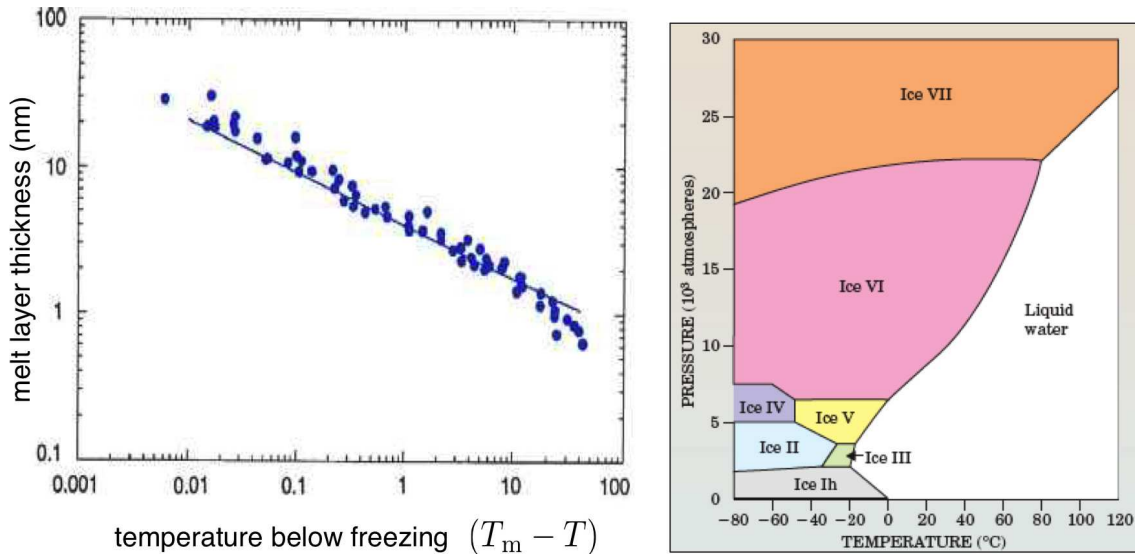 100
10
1
0.1
melt layer thickness (nm)
0.001
0.01
0.1
1
10
100
temperature below freezing (Tₘ − T)
30
25
20
15
10
5
0
PRESSURE (10³ atmospheres)
Ice VII
Ice VI
Liquid
water
Ice IV
Ice V
Ice II
Ice III
Ice Ih
−80 −60 −40 −20 0 20 40 60 80 100 120
TEMPERATURE (°C)